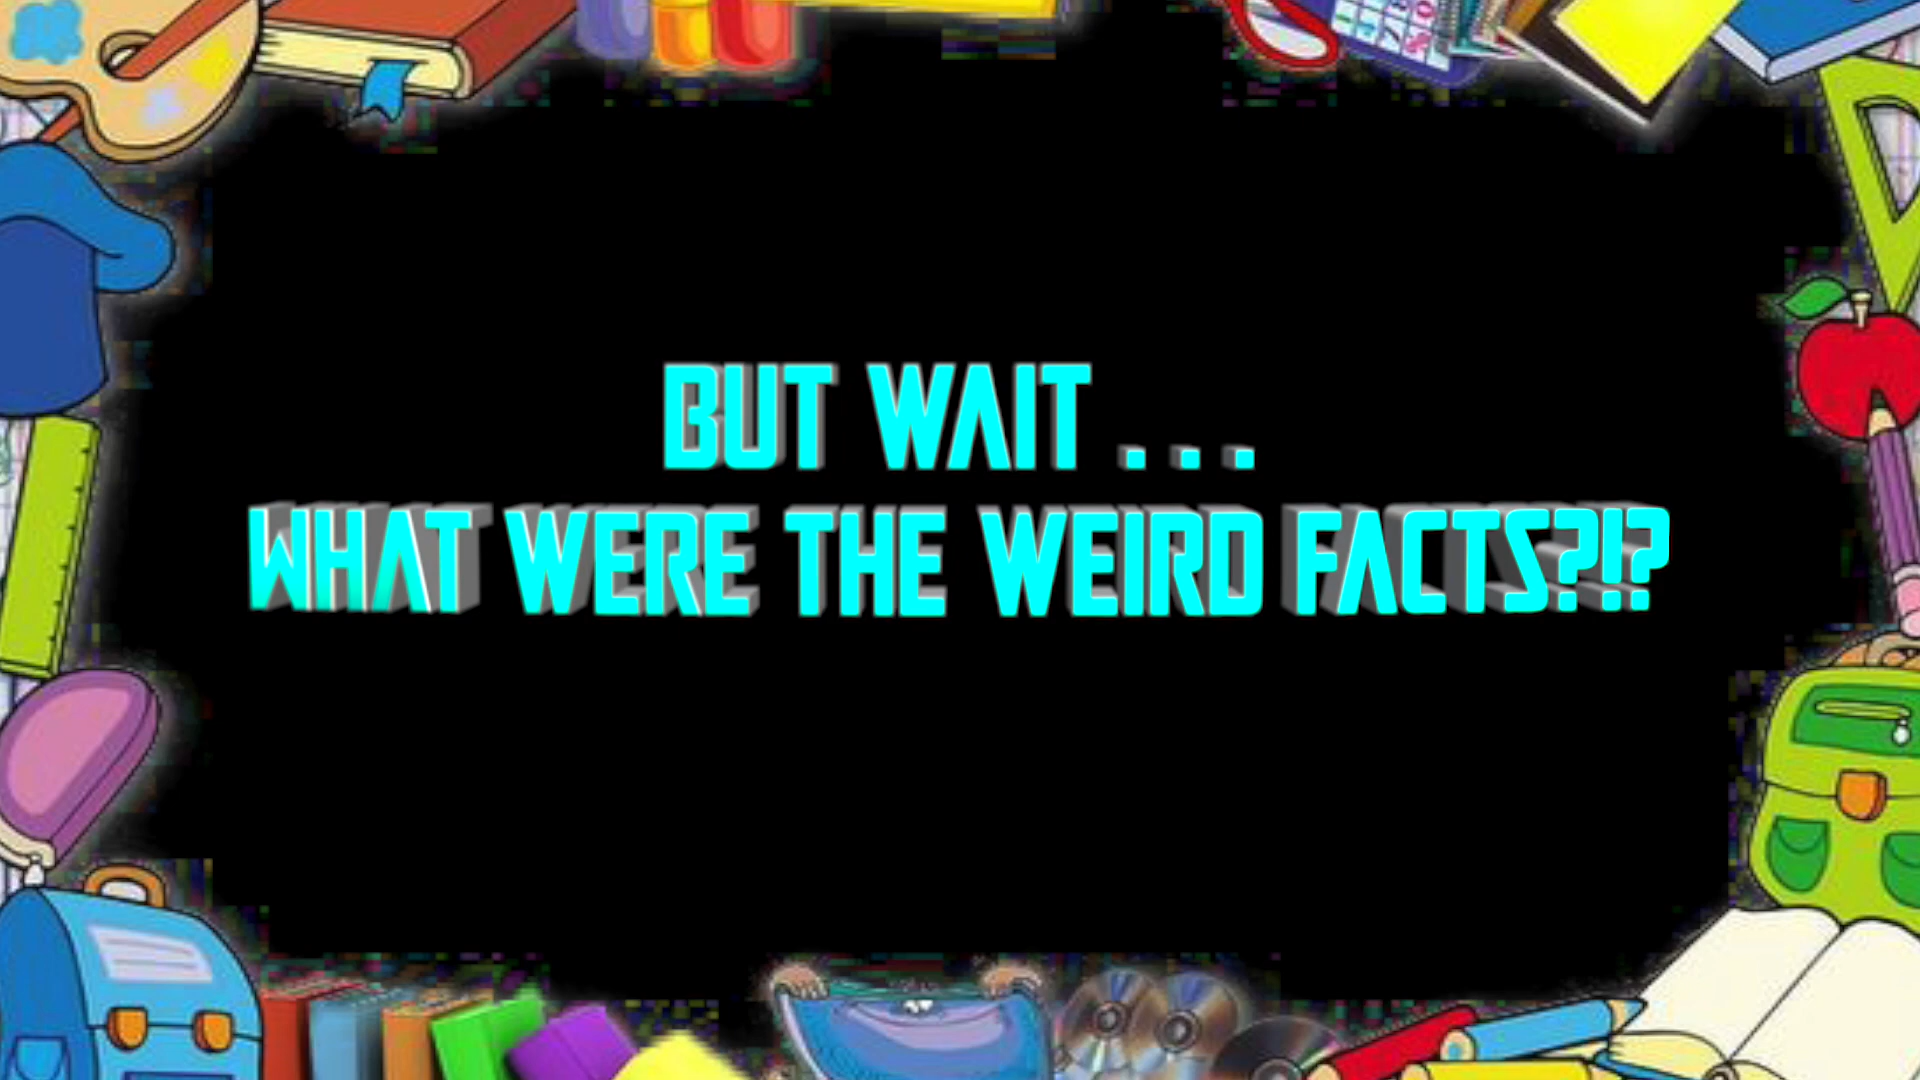 BUT WAIT . . .
WHAT WERE THE WEIRD FACTS?!?